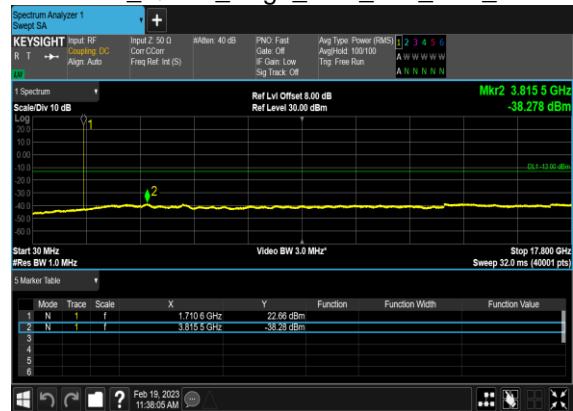 Spectrum Analyzer 1
Swept SA
+
KEYSIGHT Input: RF Input Z: 50 Ω #Atten: 40 dB PNO: Fast Avg Type: Power (RMS) 1 2 3 4 5 6
R T Coupling: DC Corr CCorr Gate: Off Avg|Hold: 100/100 A W W W W W
Align: Auto Freq Ref: Int (S) IF Gain: Low Trig: Free Run
LW Sig Track: Off A N N N N N
1 Spectrum Ref Lvl Offset 8.00 dB Mkr2 3.815 5 GHz
Scale/Div 10 dB Ref Level 30.00 dBm -38.278 dBm
Log
20.0 1
10.0
0.00
-10.0 DL1 -13.00 dBm
-20.0
-30.0 2
-40.0
-50.0
-60.0
Start 30 MHz Video BW 3.0 MHz* Stop 17.800 GHz
#Res BW 1.0 MHz Sweep 32.0 ms (40001 pts)
5 Marker Table
Mode Trace Scale X Y Function Function Width Function Value
1 N 1 f 1.710 6 GHz 22.66 dBm
2 N 1 f 3.815 5 GHz -38.28 dBm
3
4
5
6
? Feb 19, 2023
11:38:05 AM